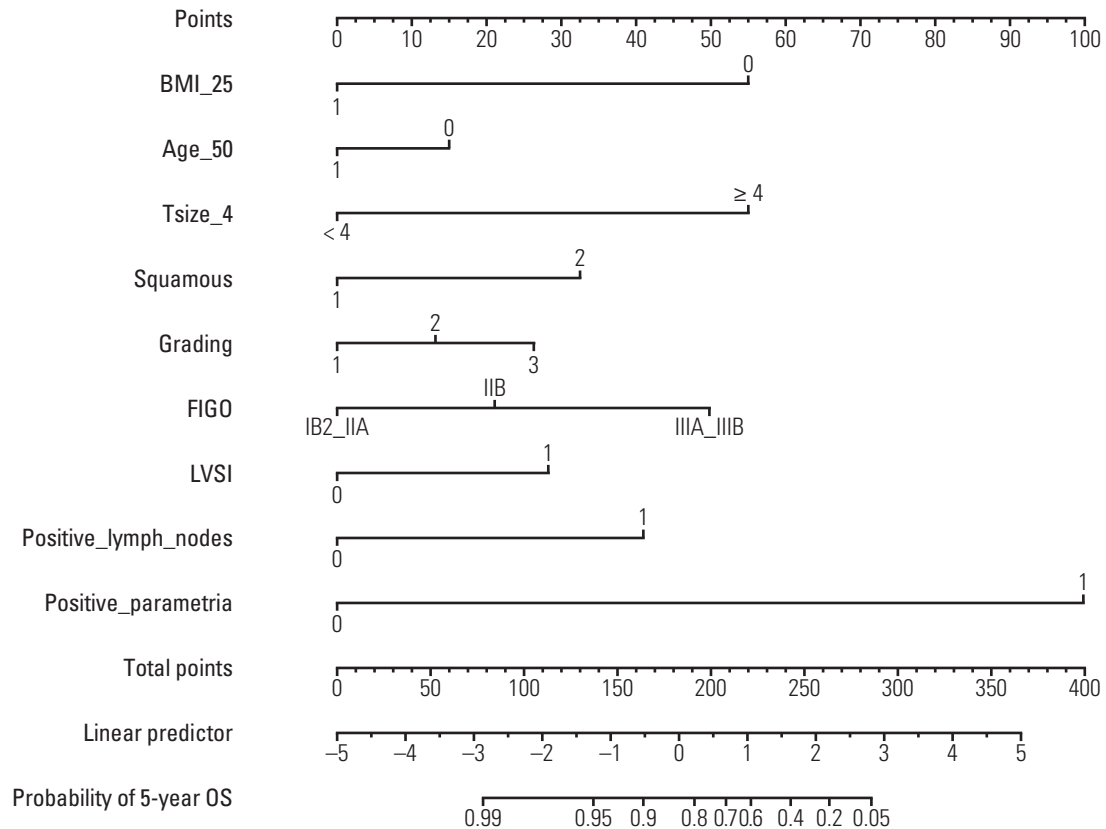 Points
0 10 20 30 40 50 60 70 80 90 100
0
BMI_25
1
0
Age_50
1
≥ 4
Tsize_4
< 4
2
Squamous
1
2
Grading
1 3
IIB
FIGO
IB2_IIA IIIA_IIIB
1
LVSI
0
1
Positive_lymph_nodes
0
1
Positive_parametria
0
Total points
0 50 100 150 200 250 300 350 400
Linear predictor
–5 –4 –3 –2 –1 0 1 2 3 4 5
Probability of 5-year OS
0.99 0.95 0.9 0.8 0.7 0.6 0.4 0.2 0.05